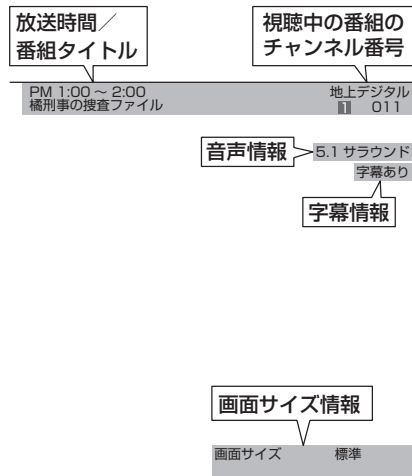 放送時間／
番組タイトル
視聴中の番組の
チャンネル番号
PM 1:00 ～ 2:00
橘刑事の捜査ファイル
地上デジタル
1 011
音声情報
5.1 サラウンド
字幕あり
字幕情報
画面サイズ情報
画面サイズ 標準